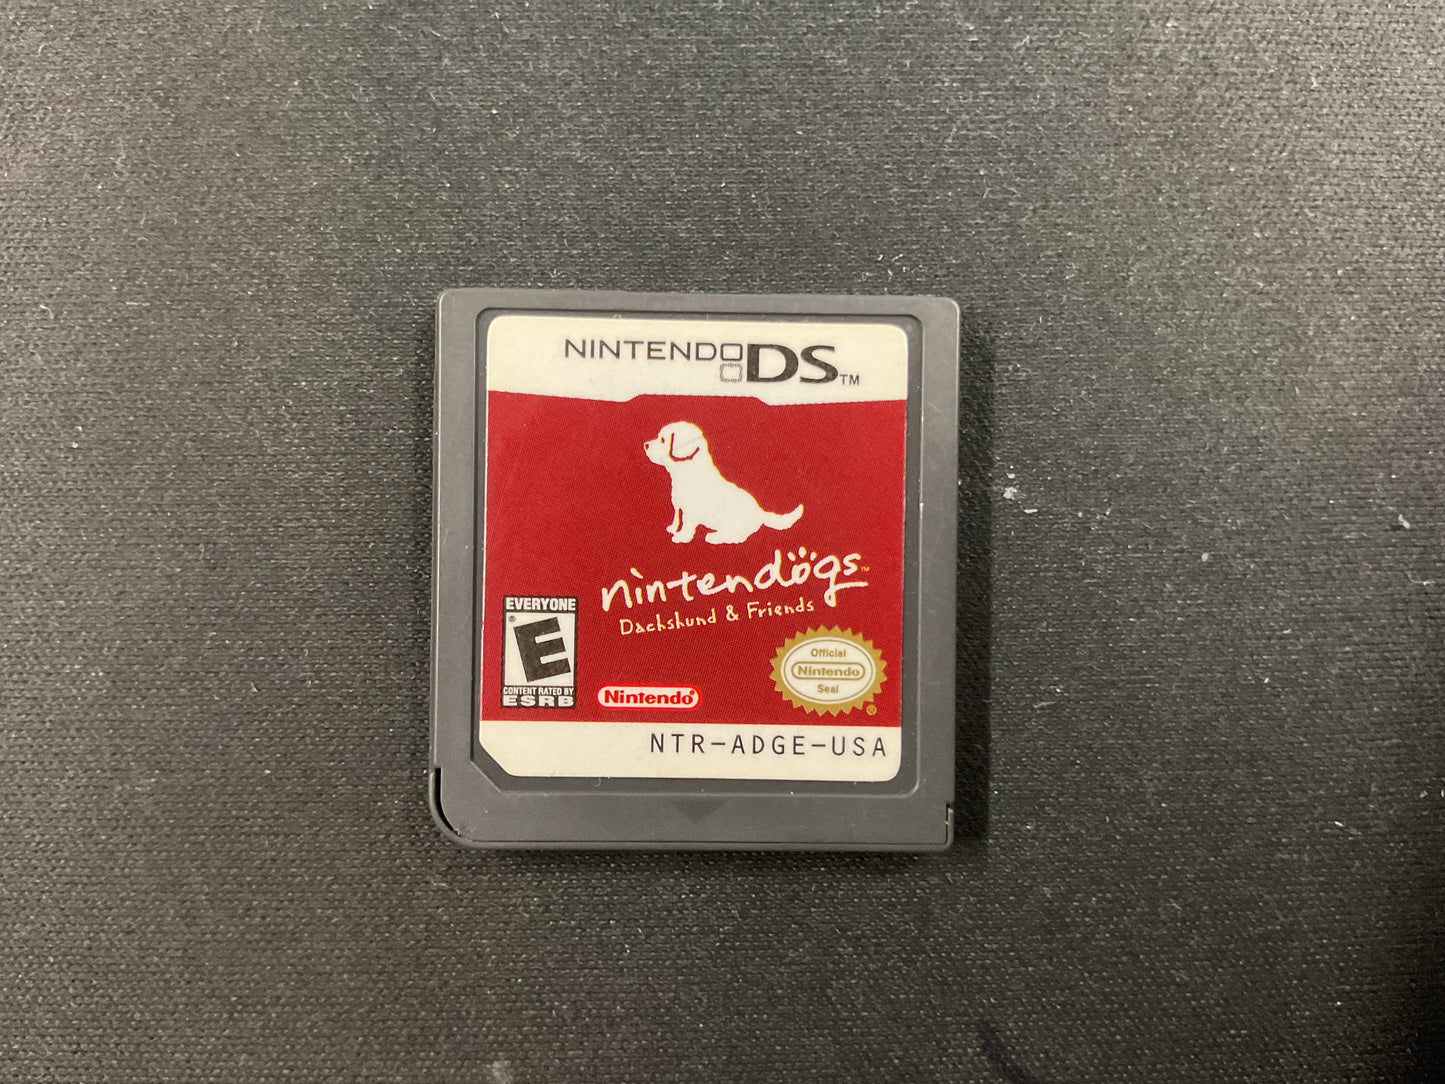 NINTENDO DS™
nintendogs™
Dachshund & Friends
EVERYONE
E
®
CONTENT RATED BY
ESRB
Nintendo®
Official
Nintendo
Seal
®
NTR-ADGE-USA